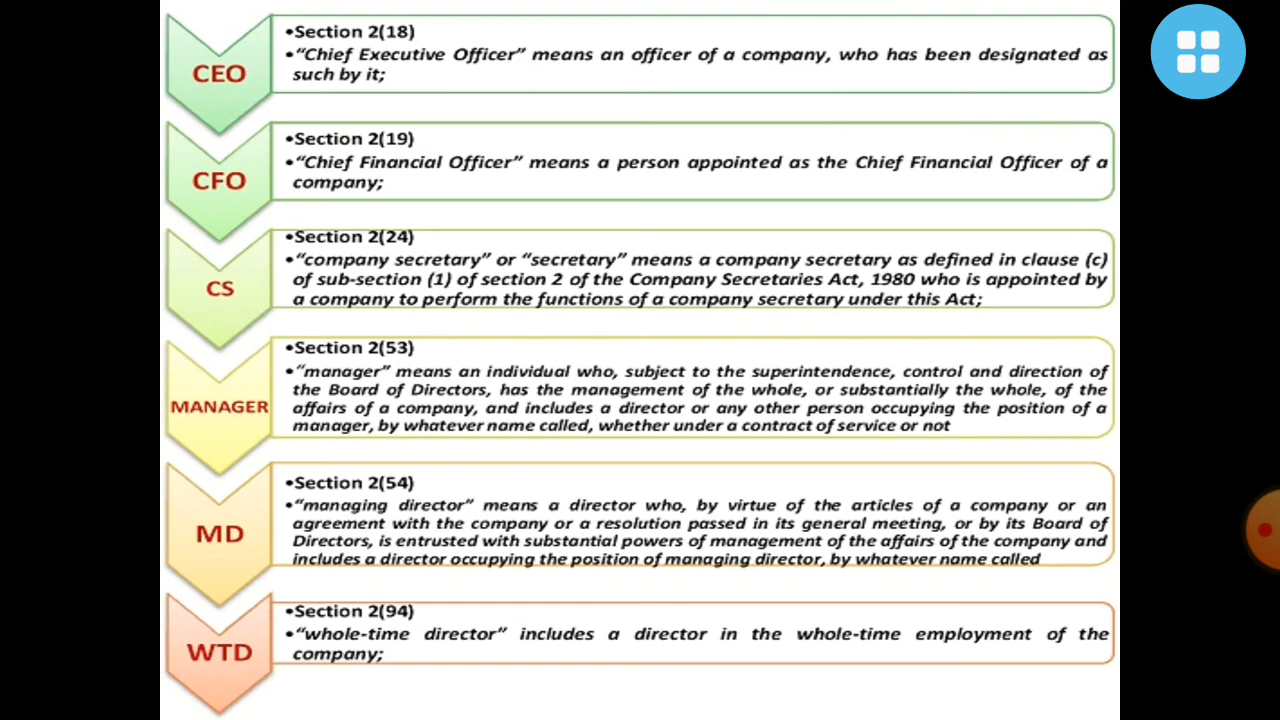 CEO
•Section 2(18)
•“Chief Executive Officer” means an officer of a company, who has been designated as
such by it;
CFO
•Section 2(19)
•“Chief Financial Officer” means a person appointed as the Chief Financial Officer of a
company;
CS
•Section 2(24)
•“company secretary” or “secretary” means a company secretary as defined in clause (c)
of sub-section (1) of section 2 of the Company Secretaries Act, 1980 who is appointed by
a company to perform the functions of a company secretary under this Act;
MANAGER
•Section 2(53)
•“manager” means an individual who, subject to the superintendence, control and direction of
the Board of Directors, has the management of the whole, or substantially the whole, of the
affairs of a company, and includes a director or any other person occupying the position of a
manager, by whatever name called, whether under a contract of service or not
MD
•Section 2(54)
•“managing director” means a director who, by virtue of the articles of a company or an
agreement with the company or a resolution passed in its general meeting, or by its Board of
Directors, is entrusted with substantial powers of management of the affairs of the company and
includes a director occupying the position of managing director, by whatever name called
WTD
•Section 2(94)
•“whole-time director” includes a director in the whole-time employment of the
company;